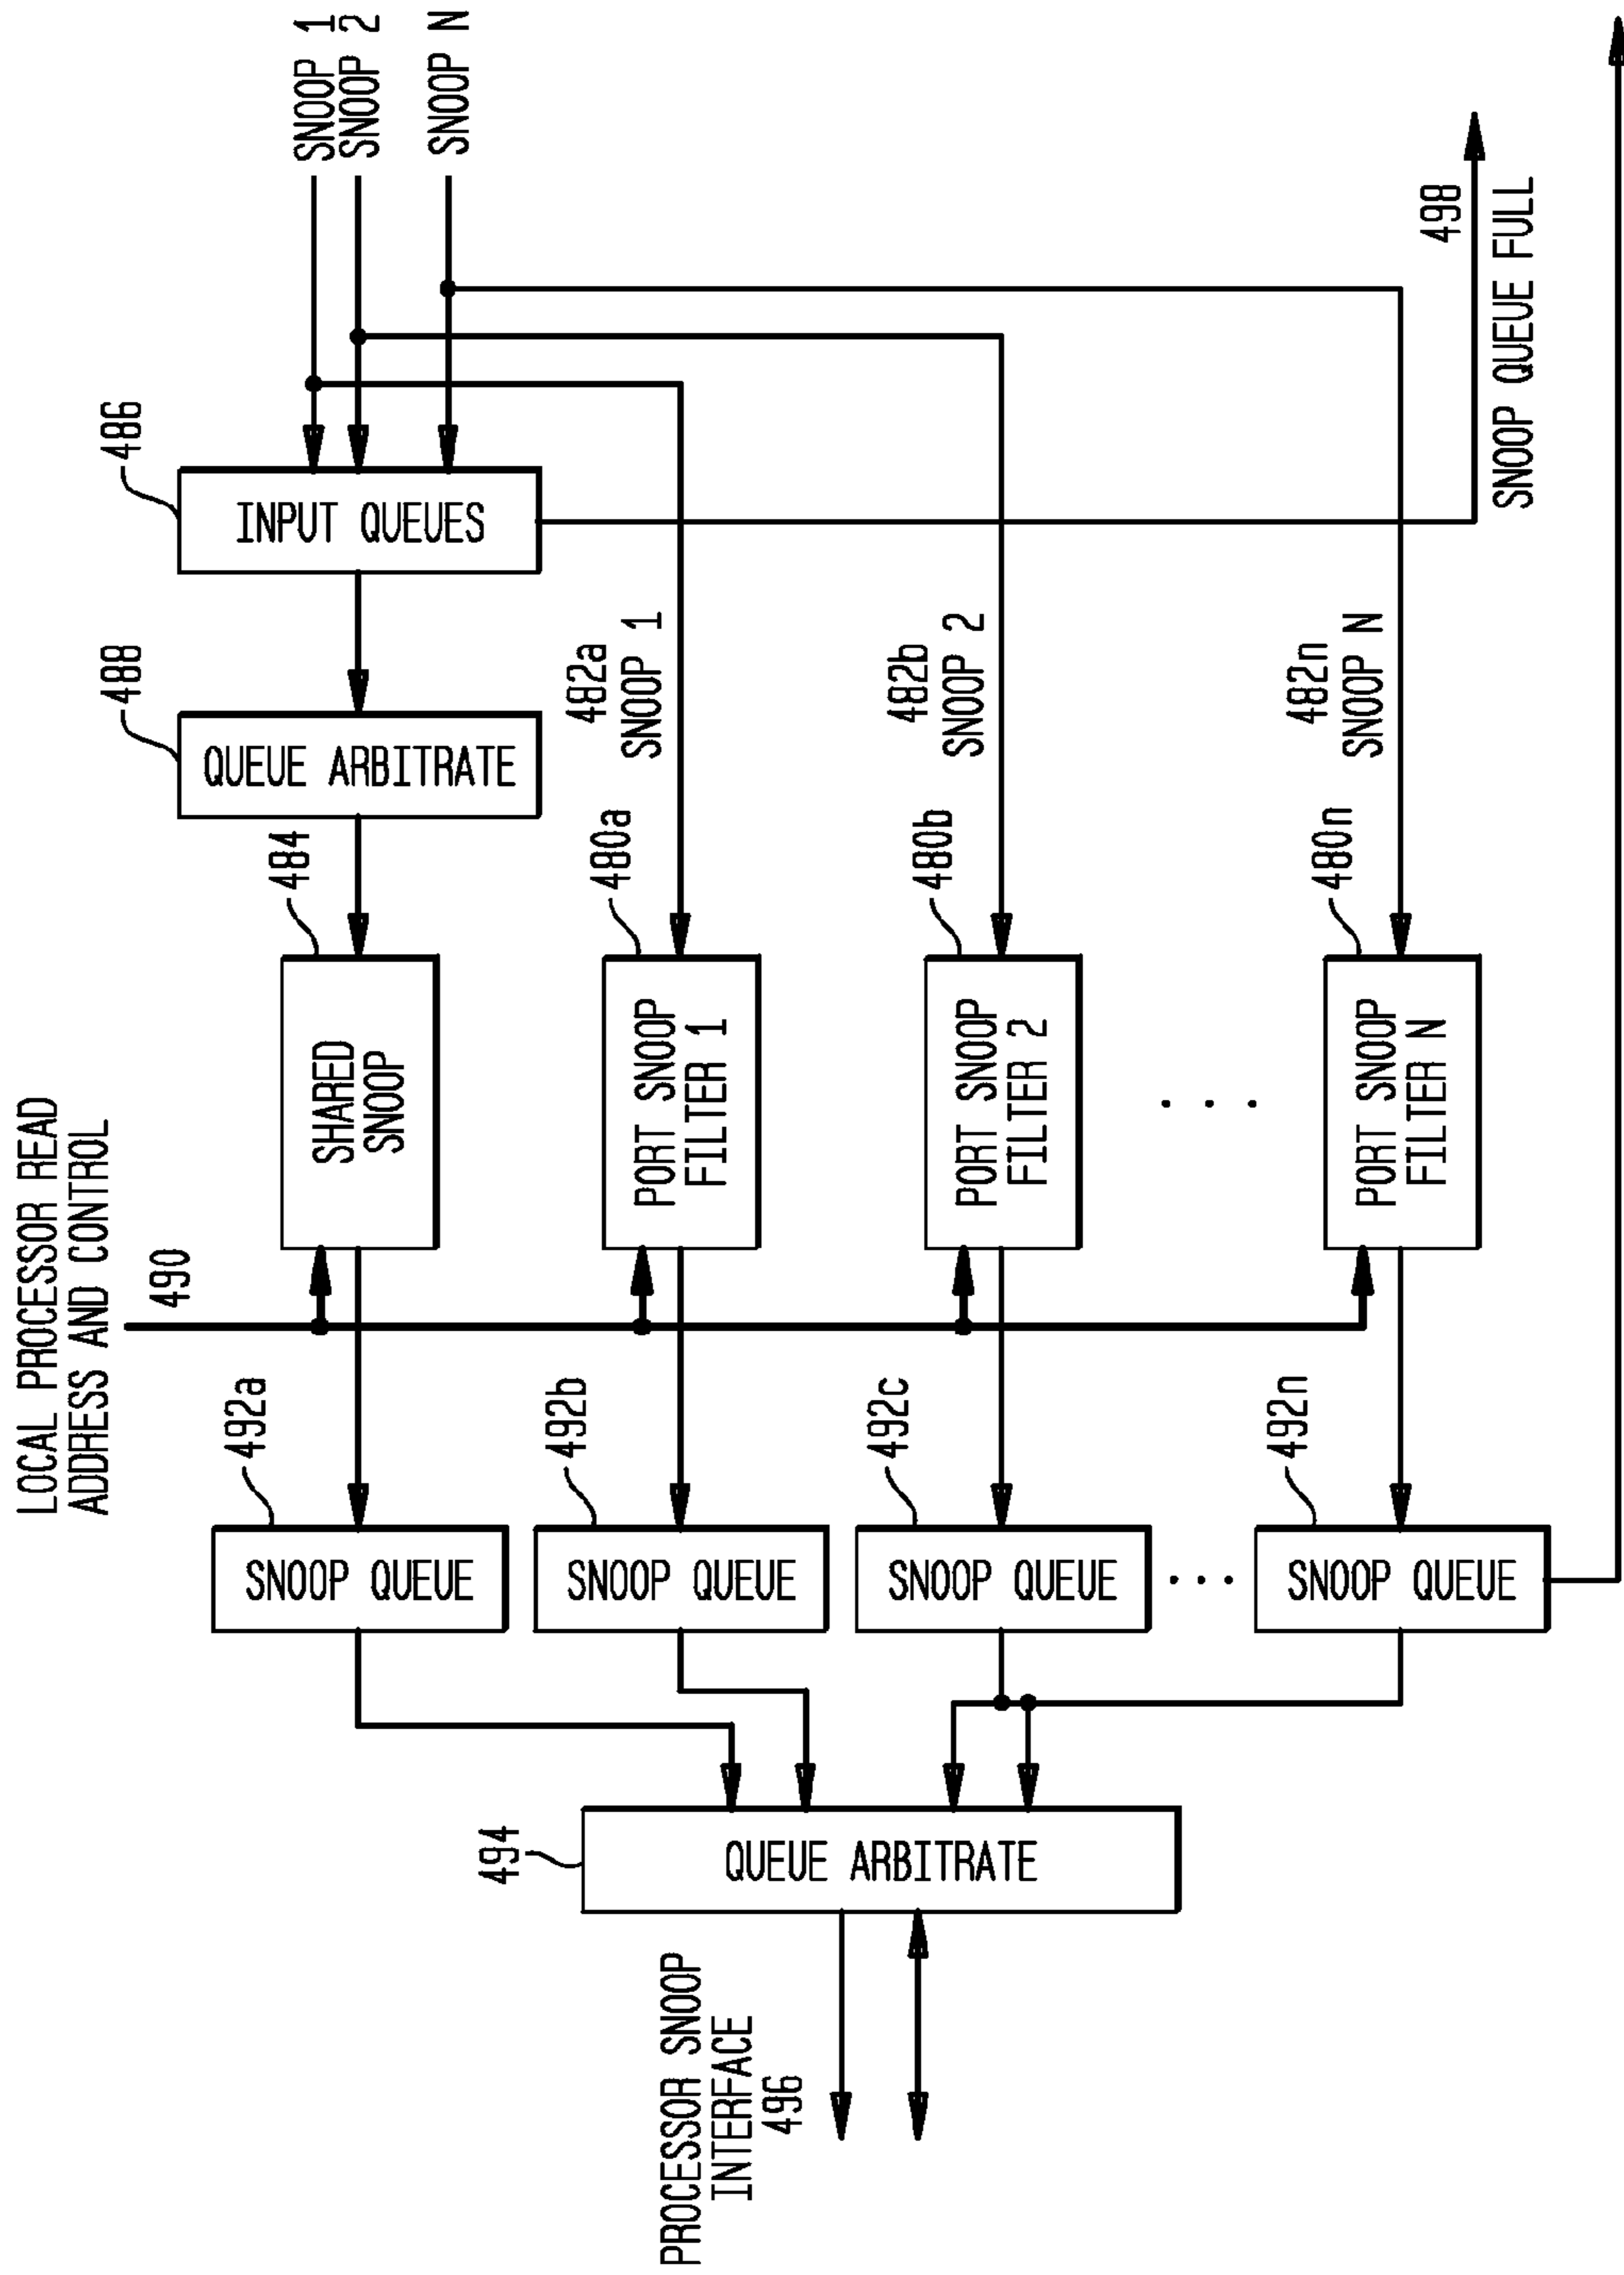 LOCAL PROCESSOR READ
ADDRESS AND CONTROL
490
488
486
492a
484
SNOOP QUEUE
SHARED
SNOOP
QUEUE ARBITRATE
INPUT QUEVES
SNOOP 1
SNOOP 2
SNOOP N
494
492b
480a
482a
SNOOP 1
SNOOP QUEUE
PORT SNOOP
FILTER 1
PROCESSOR SNOOP
INTERFACE
496
QUEUE ARBITRATE
492c
480b
482b
SNOOP 2
SNOOP QUEUE
PORT SNOOP
FILTER 2
. . .
. . .
492n
480n
482n
SNOOP N
SNOOP QUEUE
PORT SNOOP
FILTER N
498
SNOOP QUEUE FULL